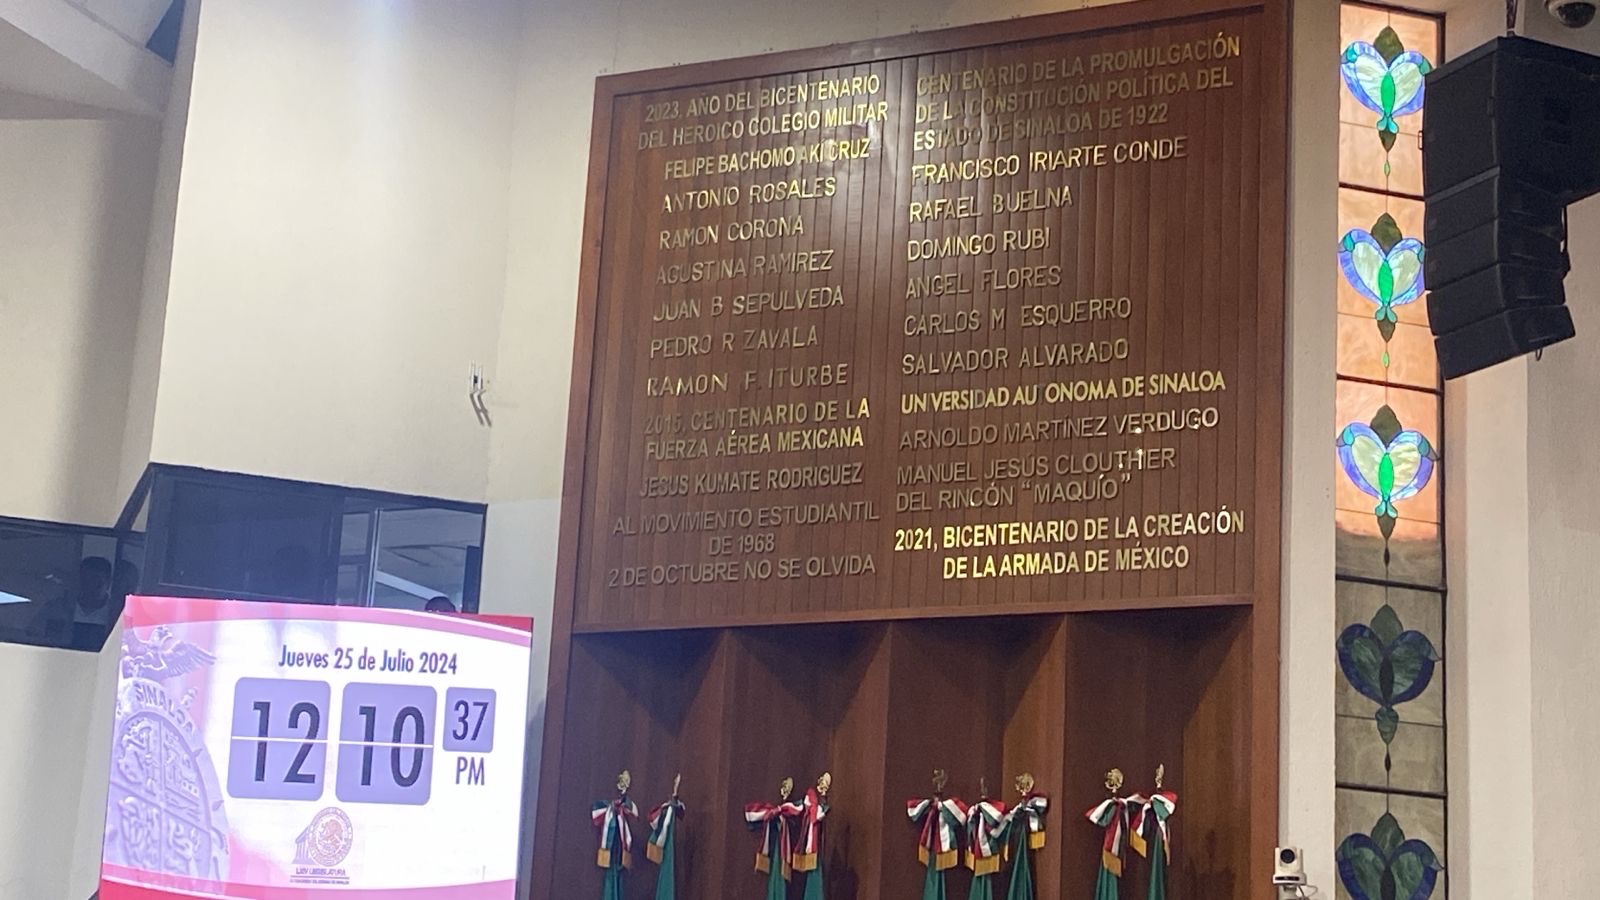 2023, AÑO DEL BICENTENARIO
DEL HEROICO COLEGIO MILITAR
FELIPE BACHOMO AKI CRUZ
ANTONIO ROSALES
RAMON CORONA
AGUSTINA RAMIREZ
JUAN B SEPULVEDA
PEDRO R ZAVALA
RAMON F. ITURBE
2015, CENTENARIO DE LA
FUERZA AÉREA MEXICANA
JESUS KUMATE RODRIGUEZ
AL MOVIMIENTO ESTUDIANTIL
DE 1968
2 DE OCTUBRE NO SE OLVIDA
CENTENARIO DE LA PROMULGACIÓN
DE LA CONSTITUCIÓN POLÍTICA DEL
ESTADO DE SINALOA DE 1922
FRANCISCO IRIARTE CONDE
RAFAEL BUELNA
DOMINGO RUBI
ANGEL FLORES
CARLOS M ESQUERRO
SALVADOR ALVARADO
UNIVERSIDAD AU ONOMA DE SINALOA
ARNOLDO MARTÍNEZ VERDUGO
MANUEL JESÚS CLOUTHIER
DEL RINCÓN "MAQUÍO"
2021, BICENTENARIO DE LA CREACIÓN
DE LA ARMADA DE MÉXICO
Jueves 25 de Julio 2024
12 10 37
PM
SINALOA
LXIV LEGISLATURA